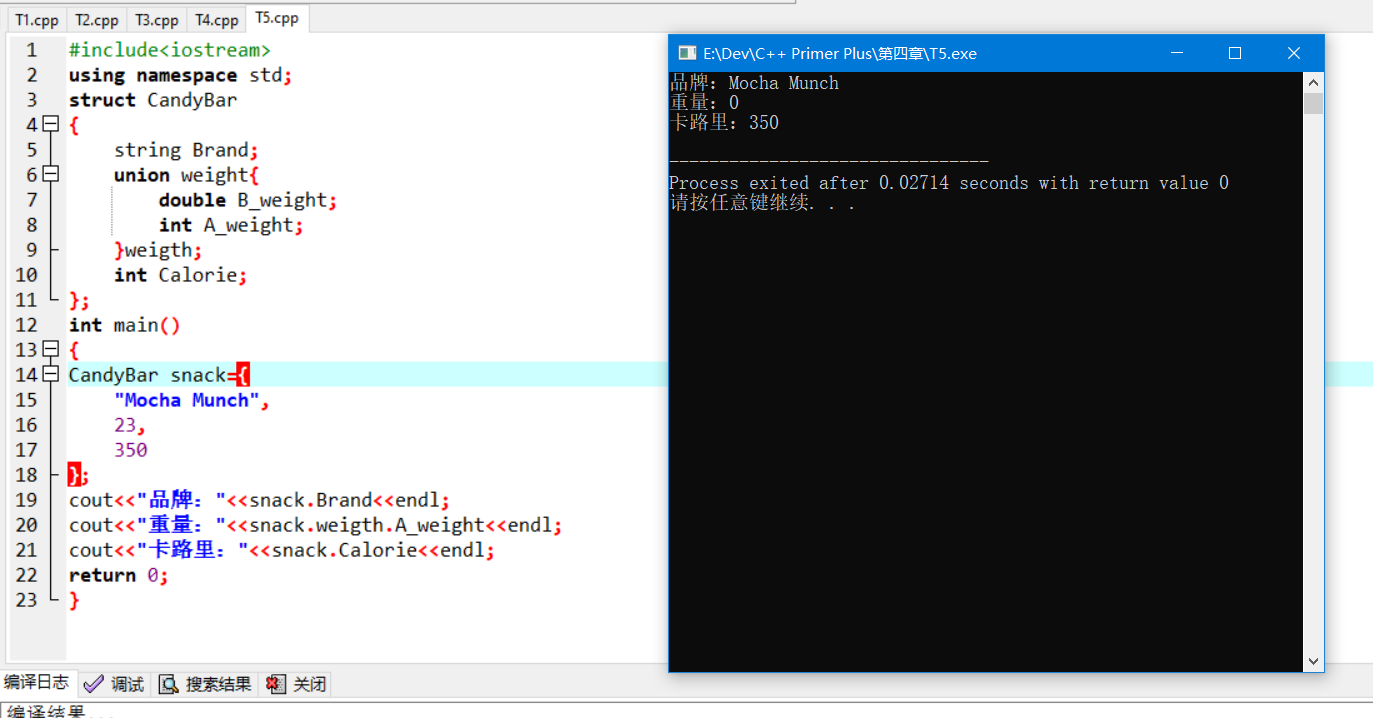 T1.cpp T2.cpp T3.cpp T4.cpp T5.cpp
1 #include<iostream>
2 using namespace std;
3 struct CandyBar
4 {
5 string Brand;
6 union weight{
7 double B_weight;
8 int A_weight;
9 }weigth;
10 int Calorie;
11 };
12 int main()
13 {
14 CandyBar snack={
15 "Mocha Munch",
16 23,
17 350
18 };
19 cout<<"品牌："<<snack.Brand<<endl;
20 cout<<"重量："<<snack.weigth.A_weight<<endl;
21 cout<<"卡路里："<<snack.Calorie<<endl;
22 return 0;
23 }
E:\Dev\C++ Primer Plus\第四章\T5.exe
品牌：Mocha Munch
重量：0
卡路里：350
--------------------------------
Process exited after 0.02714 seconds with return value 0
请按任意键继续. . .
编译日志 调试 搜索结果 关闭
编译结果...